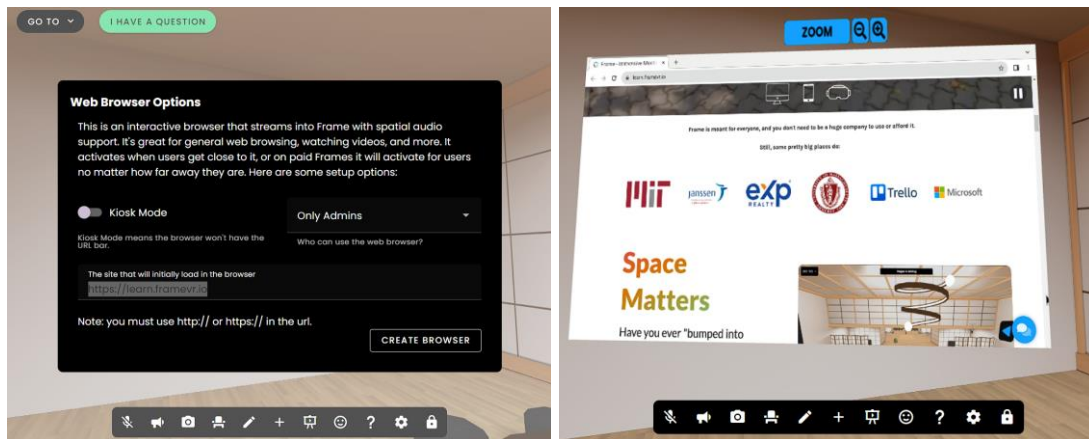 GO TO
I HAVE A QUESTION
Web Browser Options
This is an interactive browser that streams into Frame with spatial audio
support. It's great for general web browsing, watching videos, and more. It
activates when users get close to it, or on paid Frames it will activate for users
no matter how far away they are. Here are some setup options:
Kiosk Mode
Kiosk Mode means the browser won't have the
URL bar.
Only Admins
Who can use the web browser?
The site that will initially load in the browser
https://learn.framevr.io
Note: you must use http:// or https:// in the url.
CREATE BROWSER
ZOOM
learn.framevr.io
Frame is meant for everyone, and you don't need to be a huge company to use or afford it.
Still, some pretty big places do:
MIT
janssen
eXp
REALTY
Trello
Microsoft
Space
Matters
Have you ever "bumped into